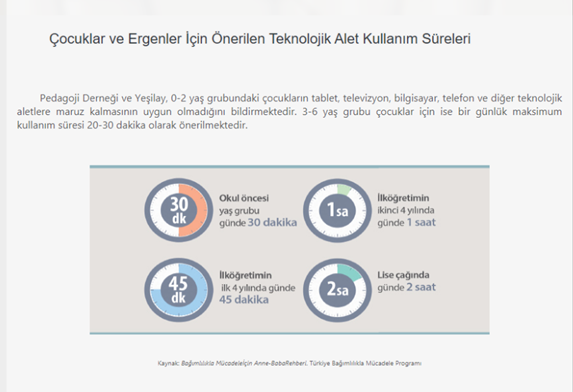 Çocuklar ve Ergenler İçin Önerilen Teknolojik Alet Kullanım Süreleri
Pedagoji Derneği ve Yeşilay, 0-2 yaş grubundaki çocukların tablet, televizyon, bilgisayar, telefon ve diğer teknolojik
aletlere maruz kalmasının uygun olmadığını bildirmektedir. 3-6 yaş grubu çocuklar için ise bir günlük maksimum
kullanım süresi 20-30 dakika olarak önerilmektedir.
30
dk
Okul öncesi
yaş grubu
günde 30 dakika
1sa
İlköğretimin
ikinci 4 yılında
günde 1 saat
45
dk
İlköğretimin
ilk 4 yılında günde
45 dakika
2sa
Lise çağında
günde 2 saat
Kaynak: Bağımlılıkla Mücadeleİçin Anne-BabaRehberi. Türkiye Bağımlılıkla Mücadele Programı